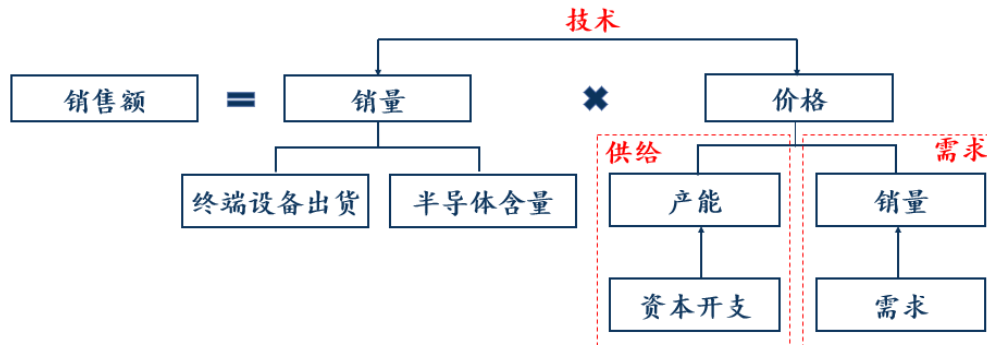 技术
销售额 = 销量 × 价格
供给 需求
终端设备出货 半导体含量 产能 销量
资本开支 需求